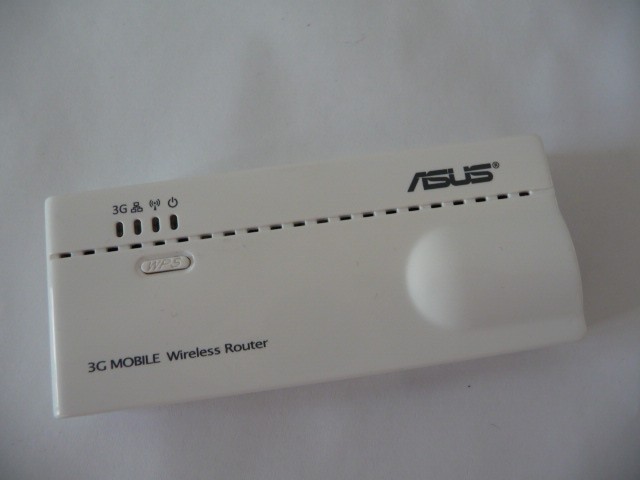 ASUS®
3G
WPS
3G MOBILE Wireless Router